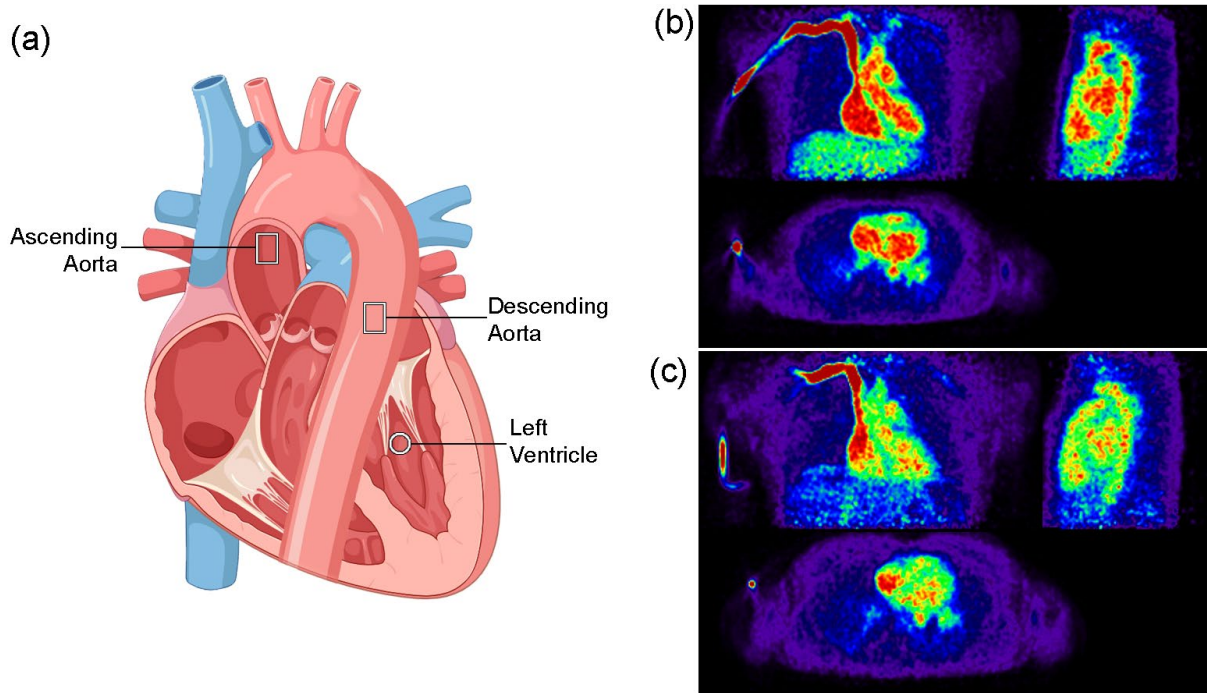 (a)
Ascending
Aorta
Descending
Aorta
Left
Ventricle
(b)
(c)